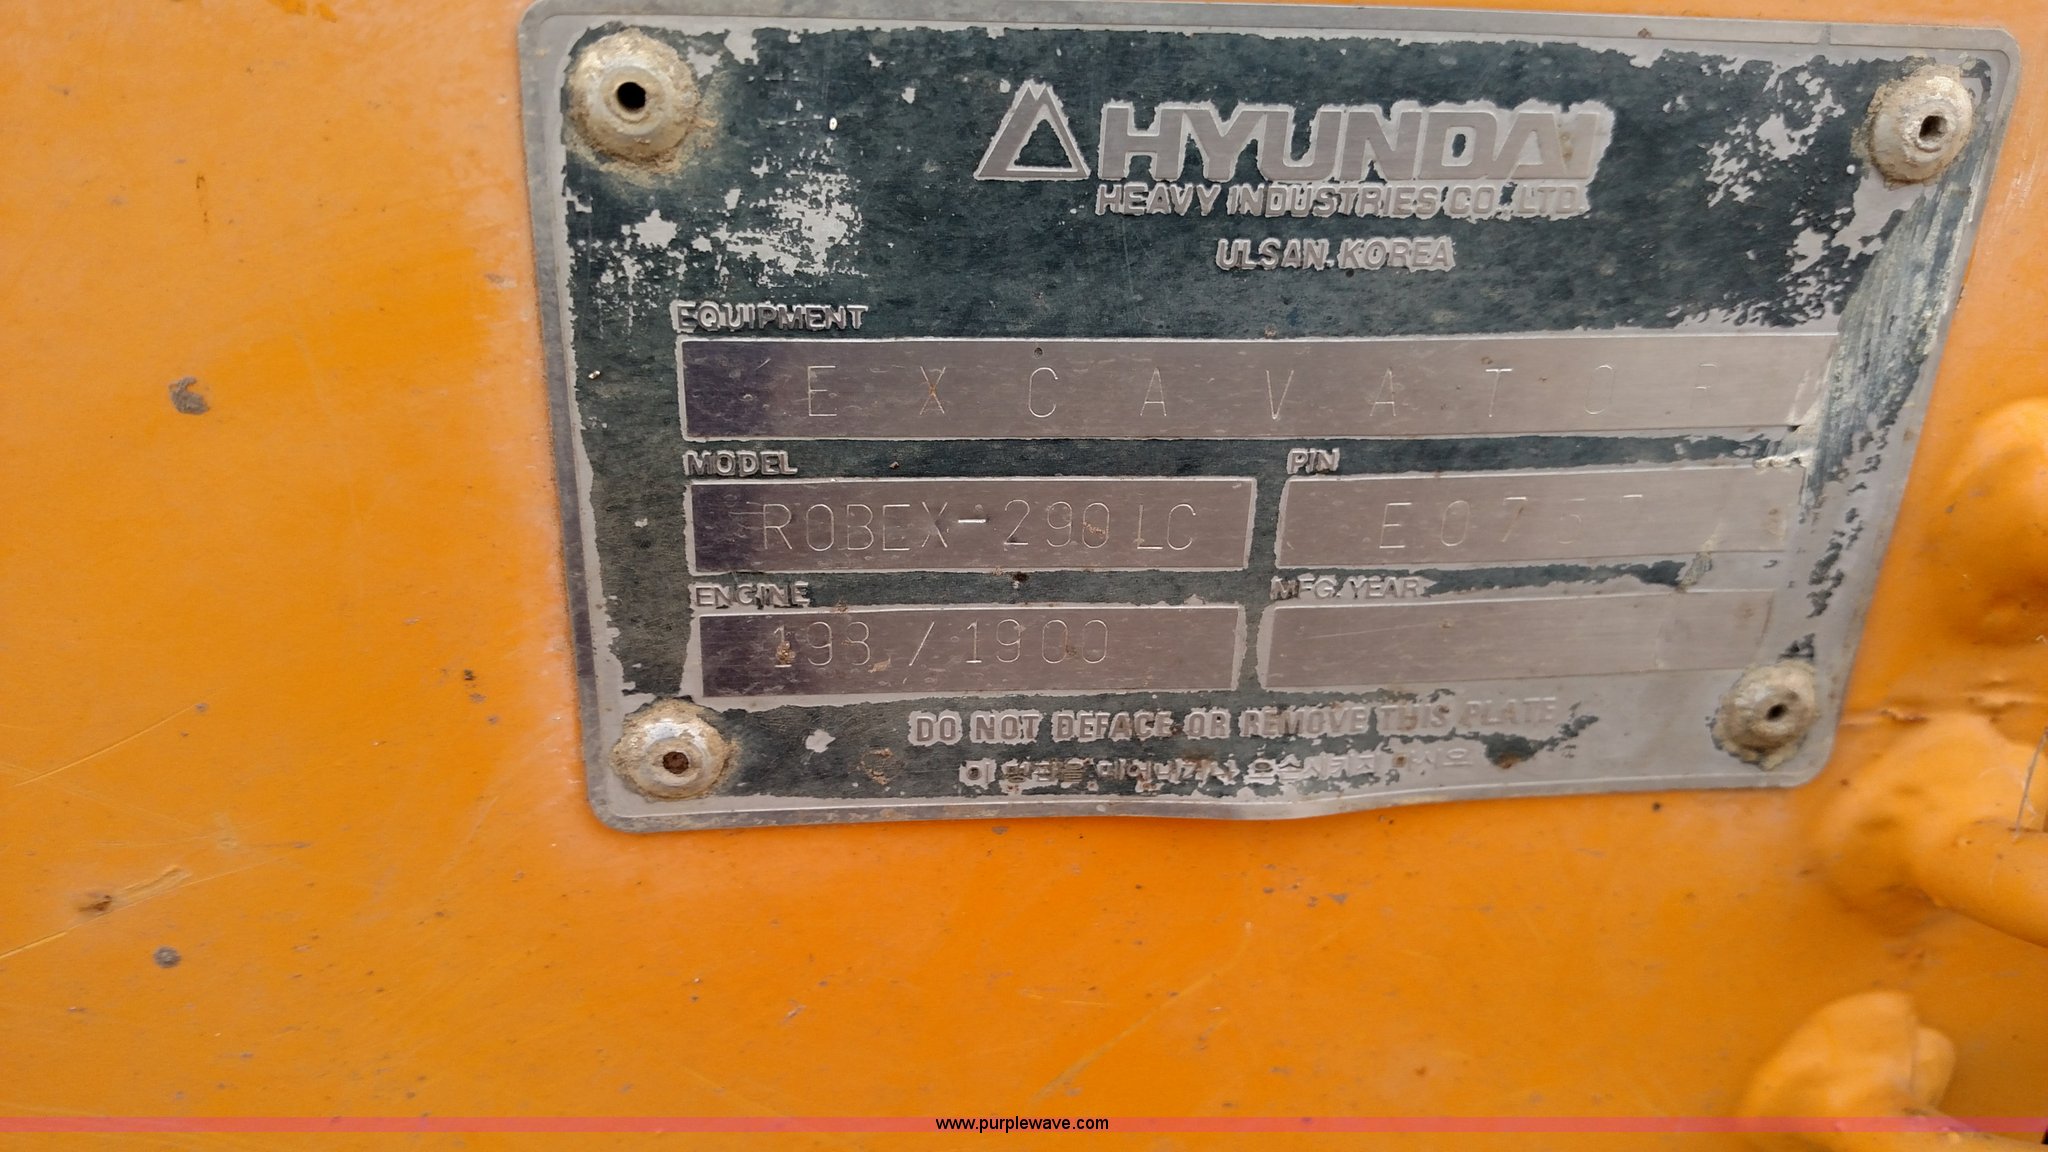 HYUNDAI
HEAVY INDUSTRIES CO.,LTD.
ULSAN. KOREA
EQUIPMENT
EXCAVATOR
MODEL
PIN
ROBEX-290LC
ENGINE
MFG.YEAR
198/1900
DO NOT DEFACE OR REMOVE THIS PLATE
www.purplewave.com